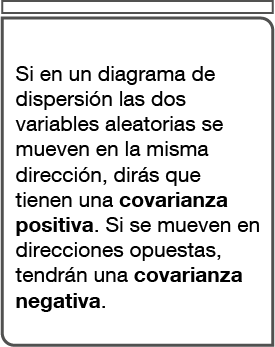 Si en un diagrama de
dispersión las dos
variables aleatorias se
mueven en la misma
dirección, dirás que
tienen una covarianza
positiva. Si se mueven en
direcciones opuestas,
tendrán una covarianza
negativa.